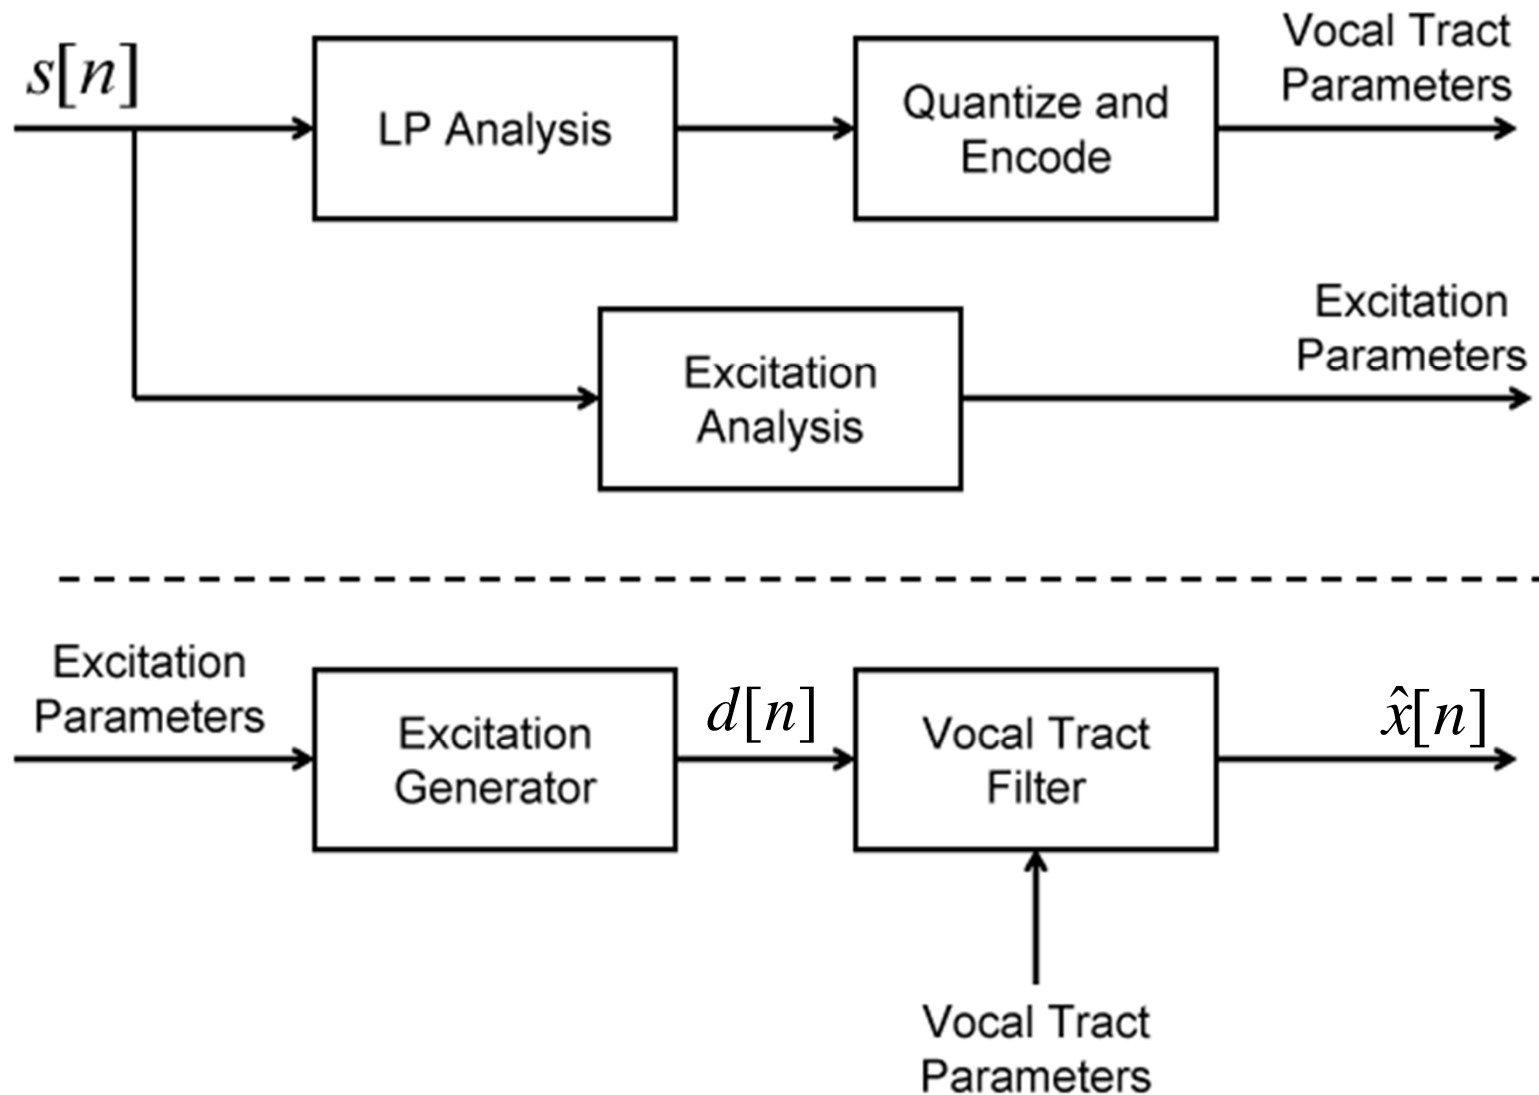 s[n]
LP Analysis
Quantize and
Encode
Vocal Tract
Parameters
Excitation
Analysis
Excitation
Parameters
Excitation
Parameters
Excitation
Generator
d[n]
Vocal Tract
Filter
x̂[n]
Vocal Tract
Parameters